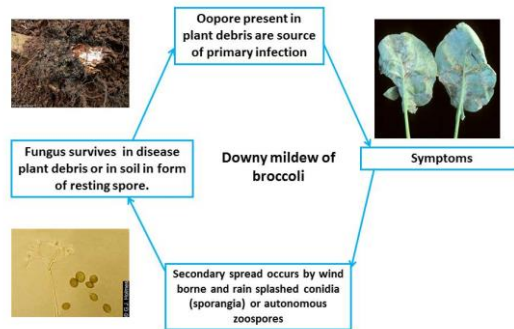 Oopore present in
plant debris are source
of primary infection
Fungus survives in disease
plant debris or in soil in form
of resting spore.
Downy mildew of
broccoli
Symptoms
Secondary spread occurs by wind
borne and rain splashed conidia
(sporangia) or autonomous
zoospores